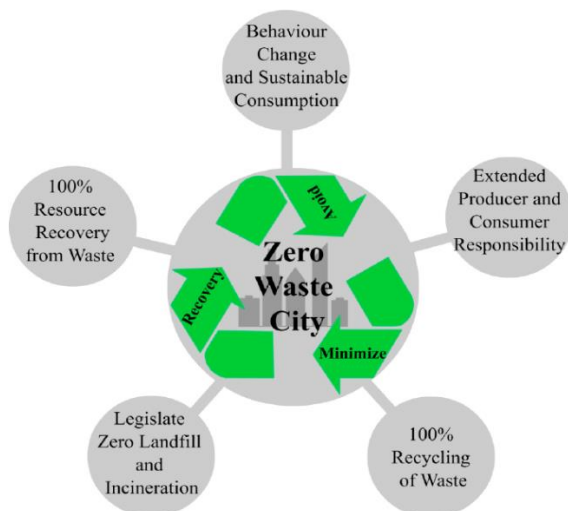 Behaviour
Change
and Sustainable
Consumption
100%
Resource
Recovery
from Waste
Extended
Producer and
Consumer
Responsibility
Avoid
Zero
Waste
City
Recovery
Minimize
Legislate
Zero Landfill
and
Incineration
100%
Recycling
of Waste